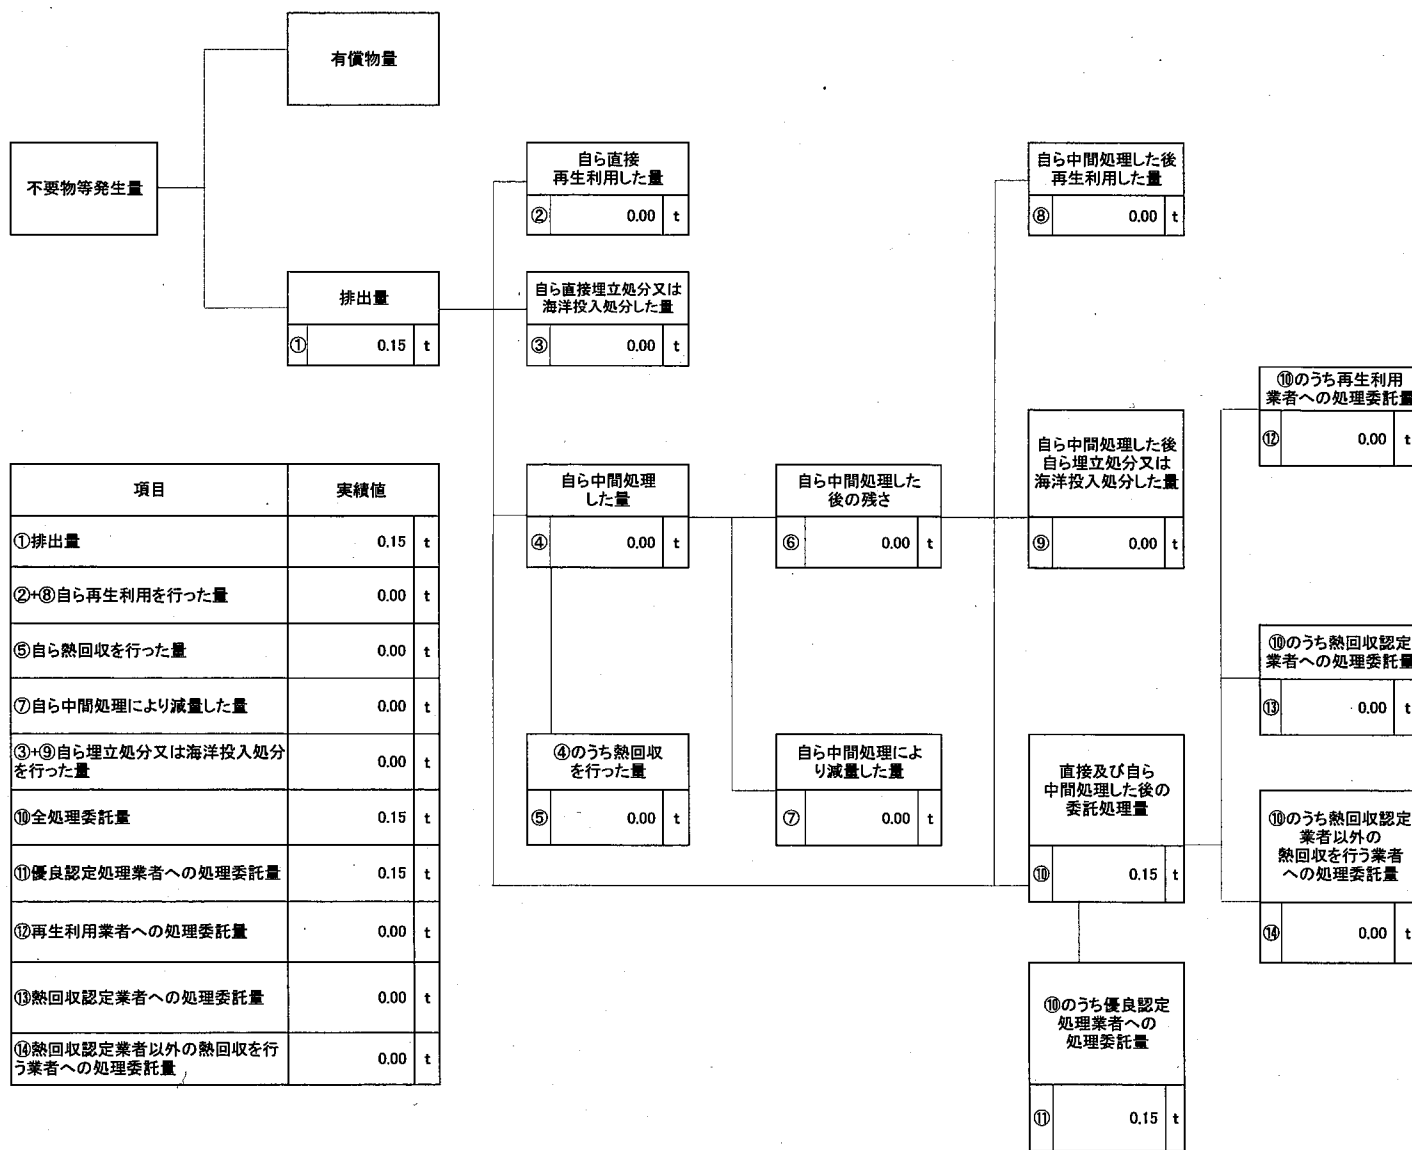 有償物量
不要物等発生量
排出量
① 0.15 t
自ら直接
再生利用した量
② 0.00 t
自ら直接埋立処分又は
海洋投入処分した量
③ 0.00 t
自ら中間処理
した量
④ 0.00 t
④のうち熱回収
を行った量
⑤ 0.00 t
自ら中間処理した
後の残さ
⑥ 0.00 t
自ら中間処理によ
り減量した量
⑦ 0.00 t
自ら中間処理した後
再生利用した量
⑧ 0.00 t
自ら中間処理した後
自ら埋立処分又は
海洋投入処分した量
⑨ 0.00 t
直接及び自ら
中間処理した後の
委託処理量
⑩ 0.15 t
⑩のうち優良認定
処理業者への
処理委託量
⑪ 0.15 t
⑩のうち再生利用
業者への処理委託量
⑫ 0.00 t
⑩のうち熱回収認定
業者への処理委託量
⑬ 0.00 t
⑩のうち熱回収認定
業者以外の
熱回収を行う業者
への処理委託量
⑭ 0.00 t
項目 実績値
①排出量 0.15 t
②+⑧自ら再生利用を行った量 0.00 t
⑤自ら熱回収を行った量 0.00 t
⑦自ら中間処理により減量した量 0.00 t
③+⑨自ら埋立処分又は海洋投入処分
を行った量 0.00 t
⑩全処理委託量 0.15 t
⑪優良認定処理業者への処理委託量 0.15 t
⑫再生利用業者への処理委託量 0.00 t
⑬熱回収認定業者への処理委託量 0.00 t
⑭熱回収認定業者以外の熱回収を行
う業者への処理委託量 0.00 t